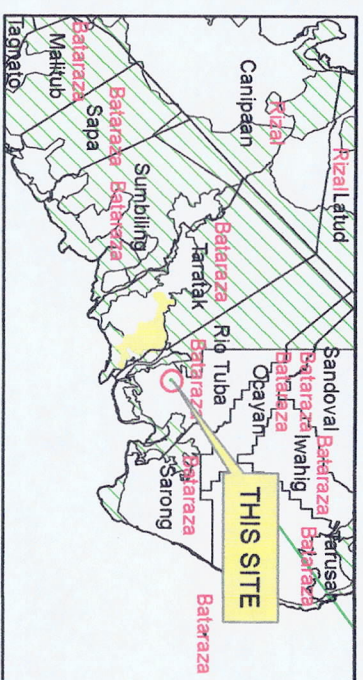 Tagnato
Malitub
Bataraza
Sapa
Bataraza
Canipaan
Rizal
Rizal
Latud
Sumbiling
Bataraza
Taratak
Bataraza
Rio Tuba
Bataraza
Ocayan
Bataraza
Sandoval
Bataraza
Iwahig
Bataraza
Tarusan
Bataraza
Sarong
Bataraza
THIS SITE
Bataraza